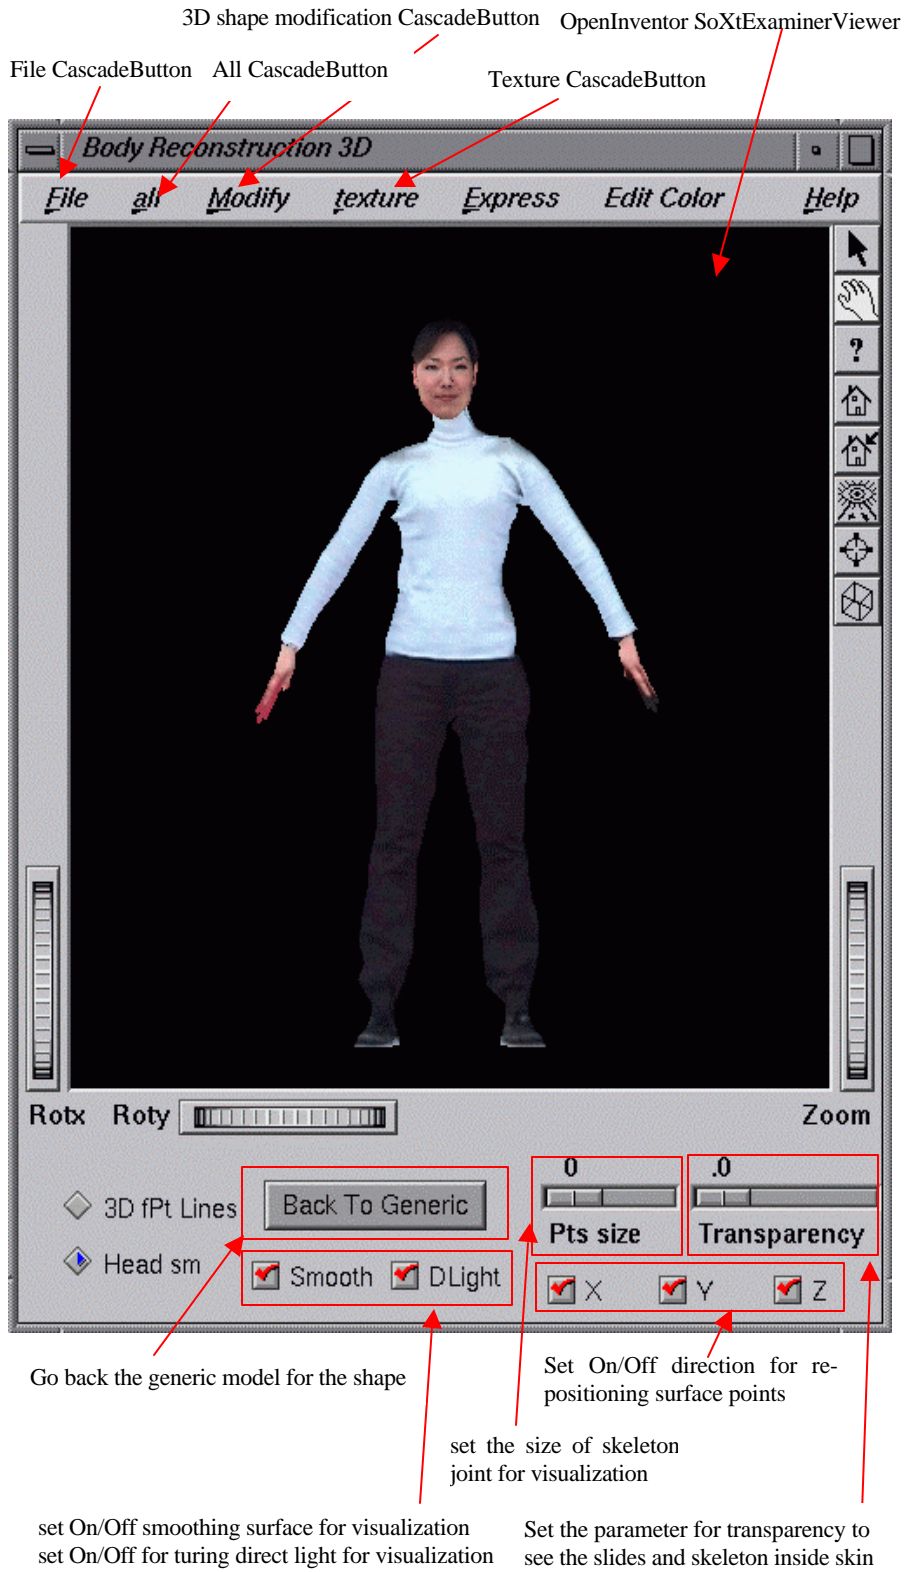 3D shape modification CascadeButton OpenInventor SoXtExaminerViewer
File CascadeButton All CascadeButton Texture CascadeButton
Body Reconstruction 3D
File all Modify texture Express Edit Color Help
?
Rotx Roty Zoom
0 .0
3D fPt Lines Back To Generic
Pts size Transparency
Head sm Smooth DLight
X Y Z
Go back the generic model for the shape
Set On/Off direction for re-
positioning surface points
set the size of skeleton
joint for visualization
set On/Off smoothing surface for visualization
set On/Off for turing direct light for visualization
Set the parameter for transparency to
see the slides and skeleton inside skin